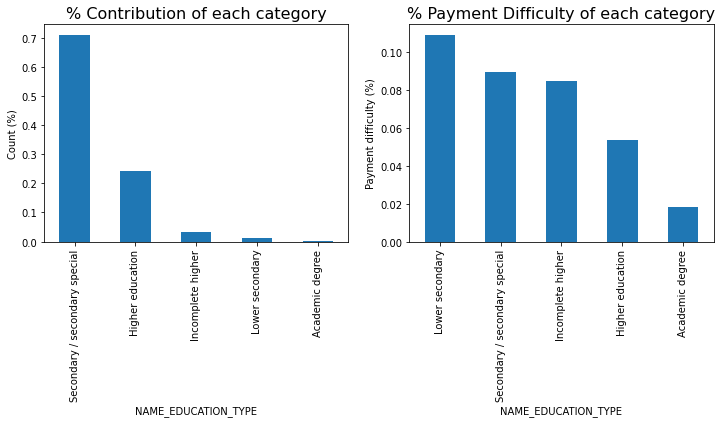 % Contribution of each category
Count (%)
0.7
0.6
0.5
0.4
0.3
0.2
0.1
0.0
Secondary / secondary special
Higher education
Incomplete higher
Lower secondary
Academic degree
NAME_EDUCATION_TYPE
% Payment Difficulty of each category
Payment difficulty (%)
0.10
0.08
0.06
0.04
0.02
0.00
Lower secondary
Secondary / secondary special
Incomplete higher
Higher education
Academic degree
NAME_EDUCATION_TYPE